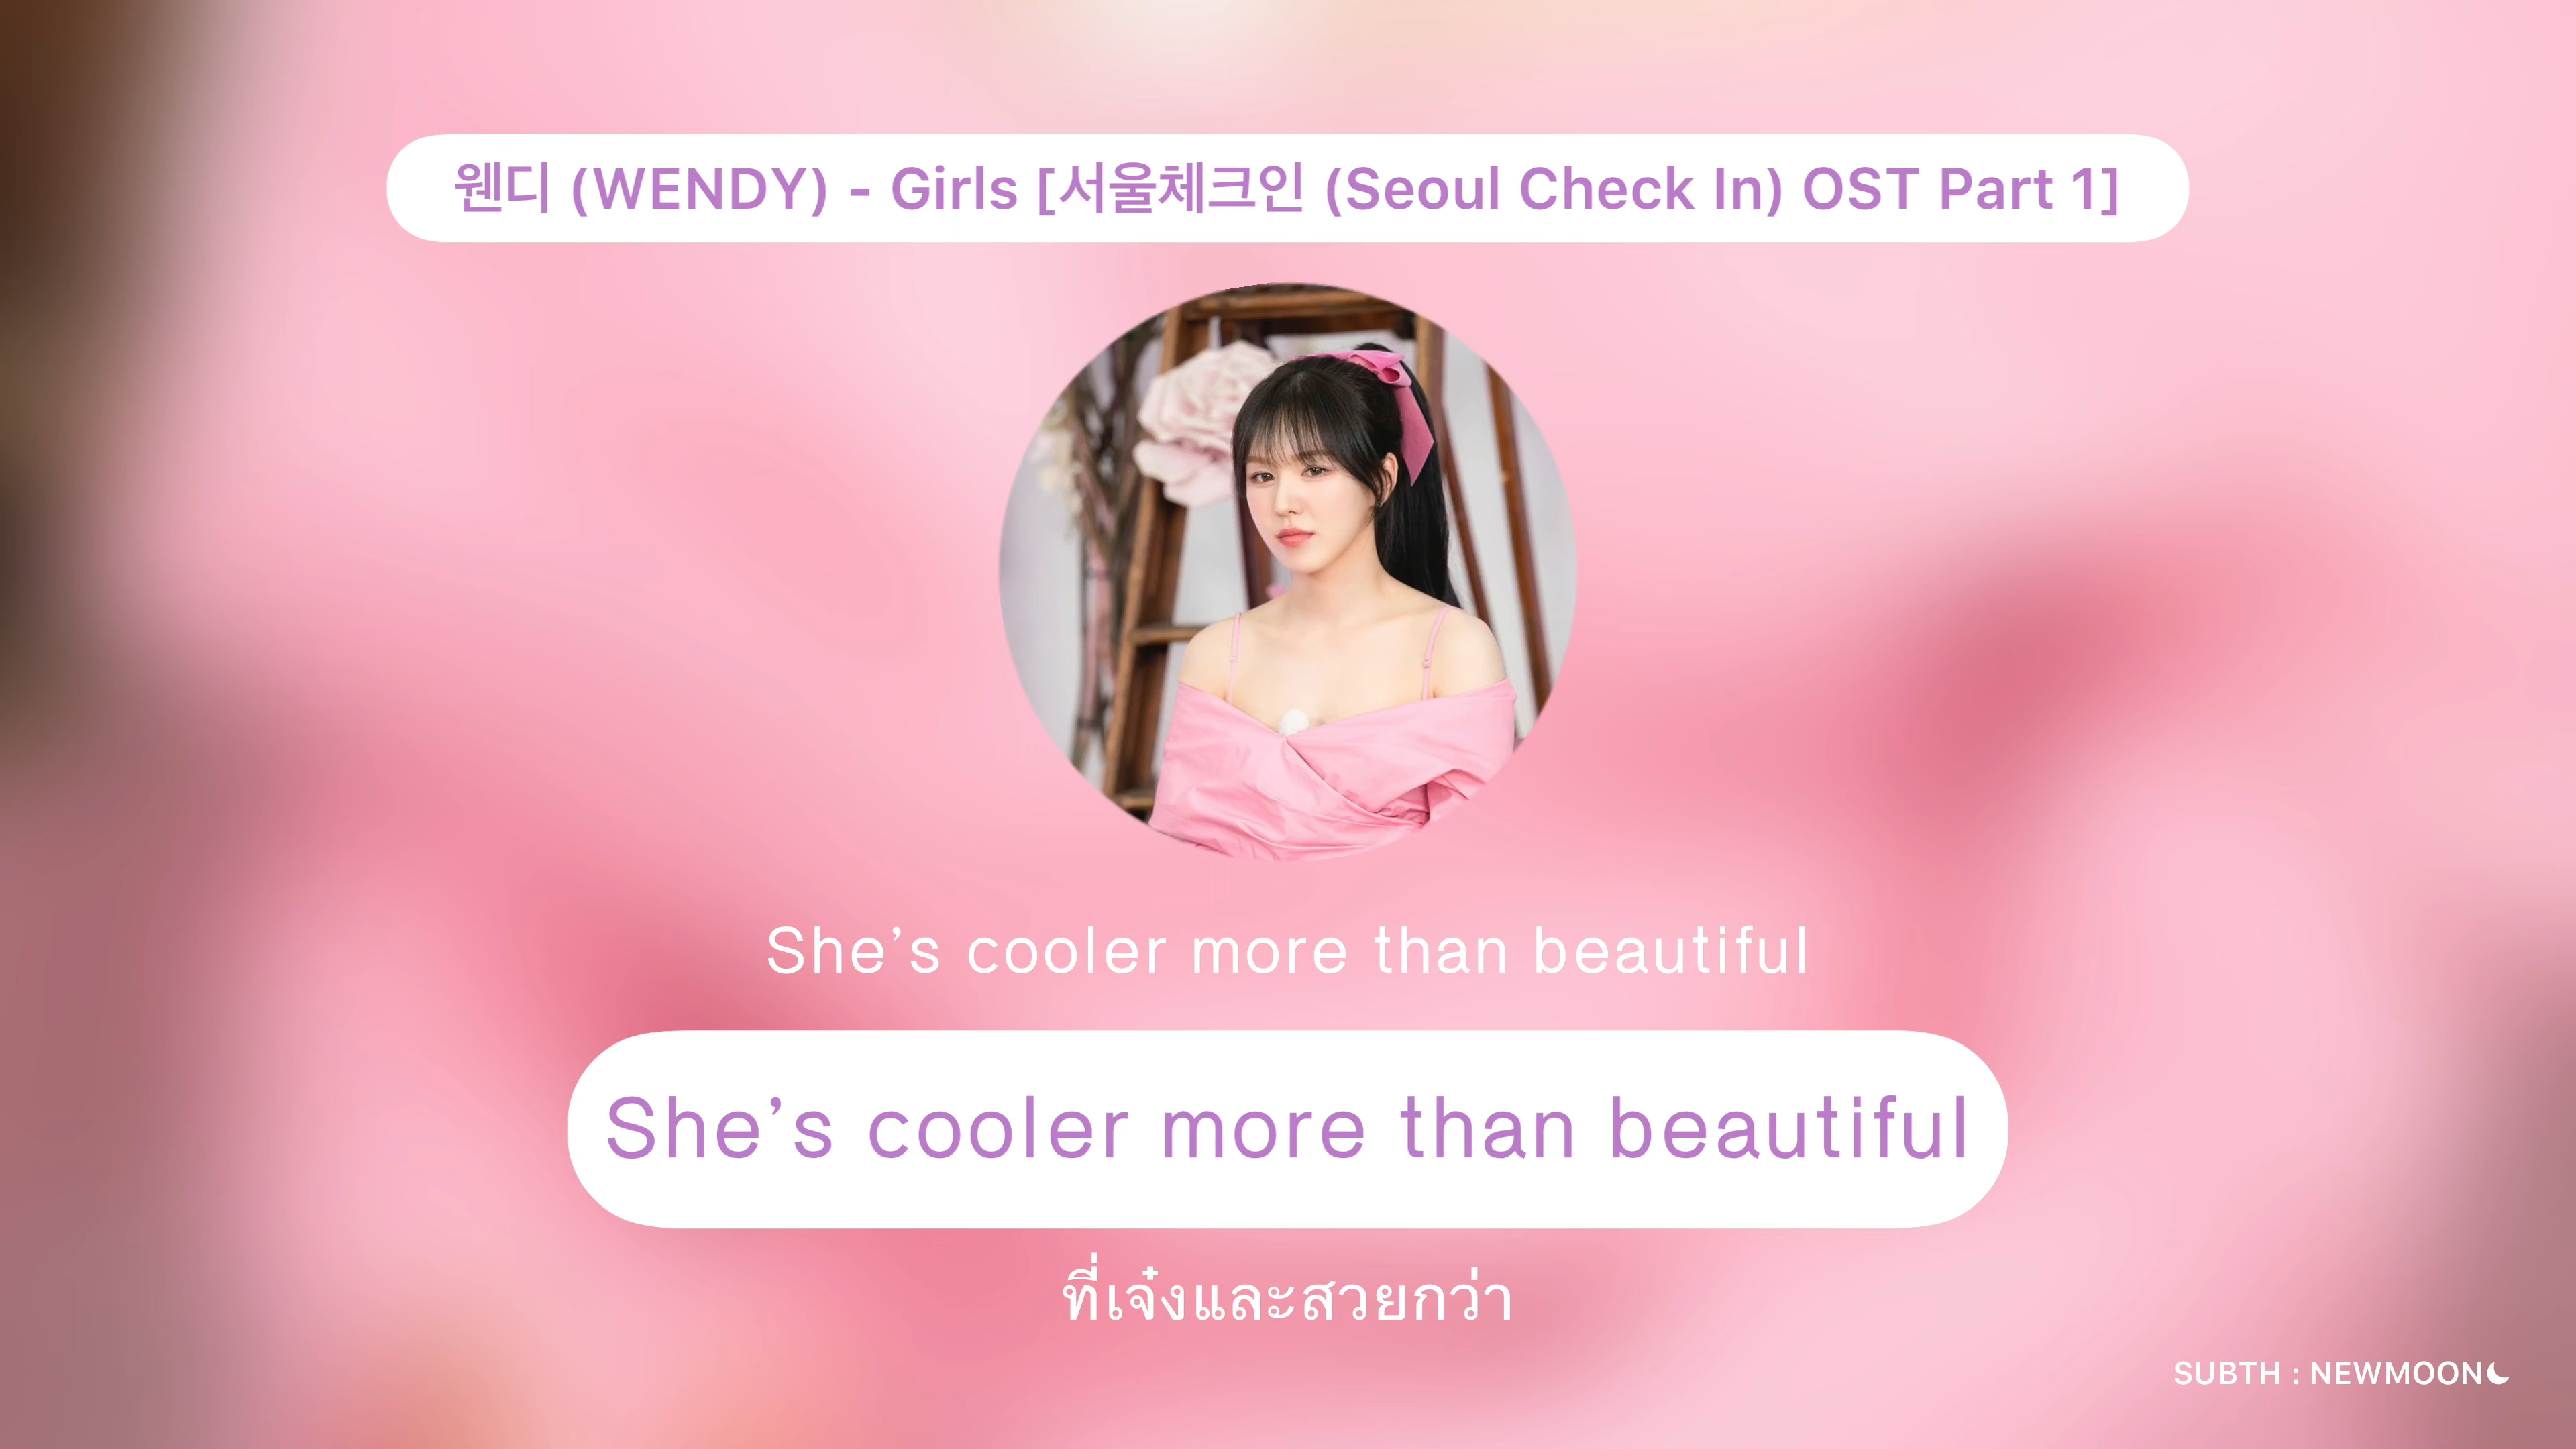 웬디 (WENDY) - Girls [서울체크인 (Seoul Check In) OST Part 1]
She’s cooler more than beautiful
She’s cooler more than beautiful
ที่เจ๋งและสวยกว่า
SUBTH : NEWMOON